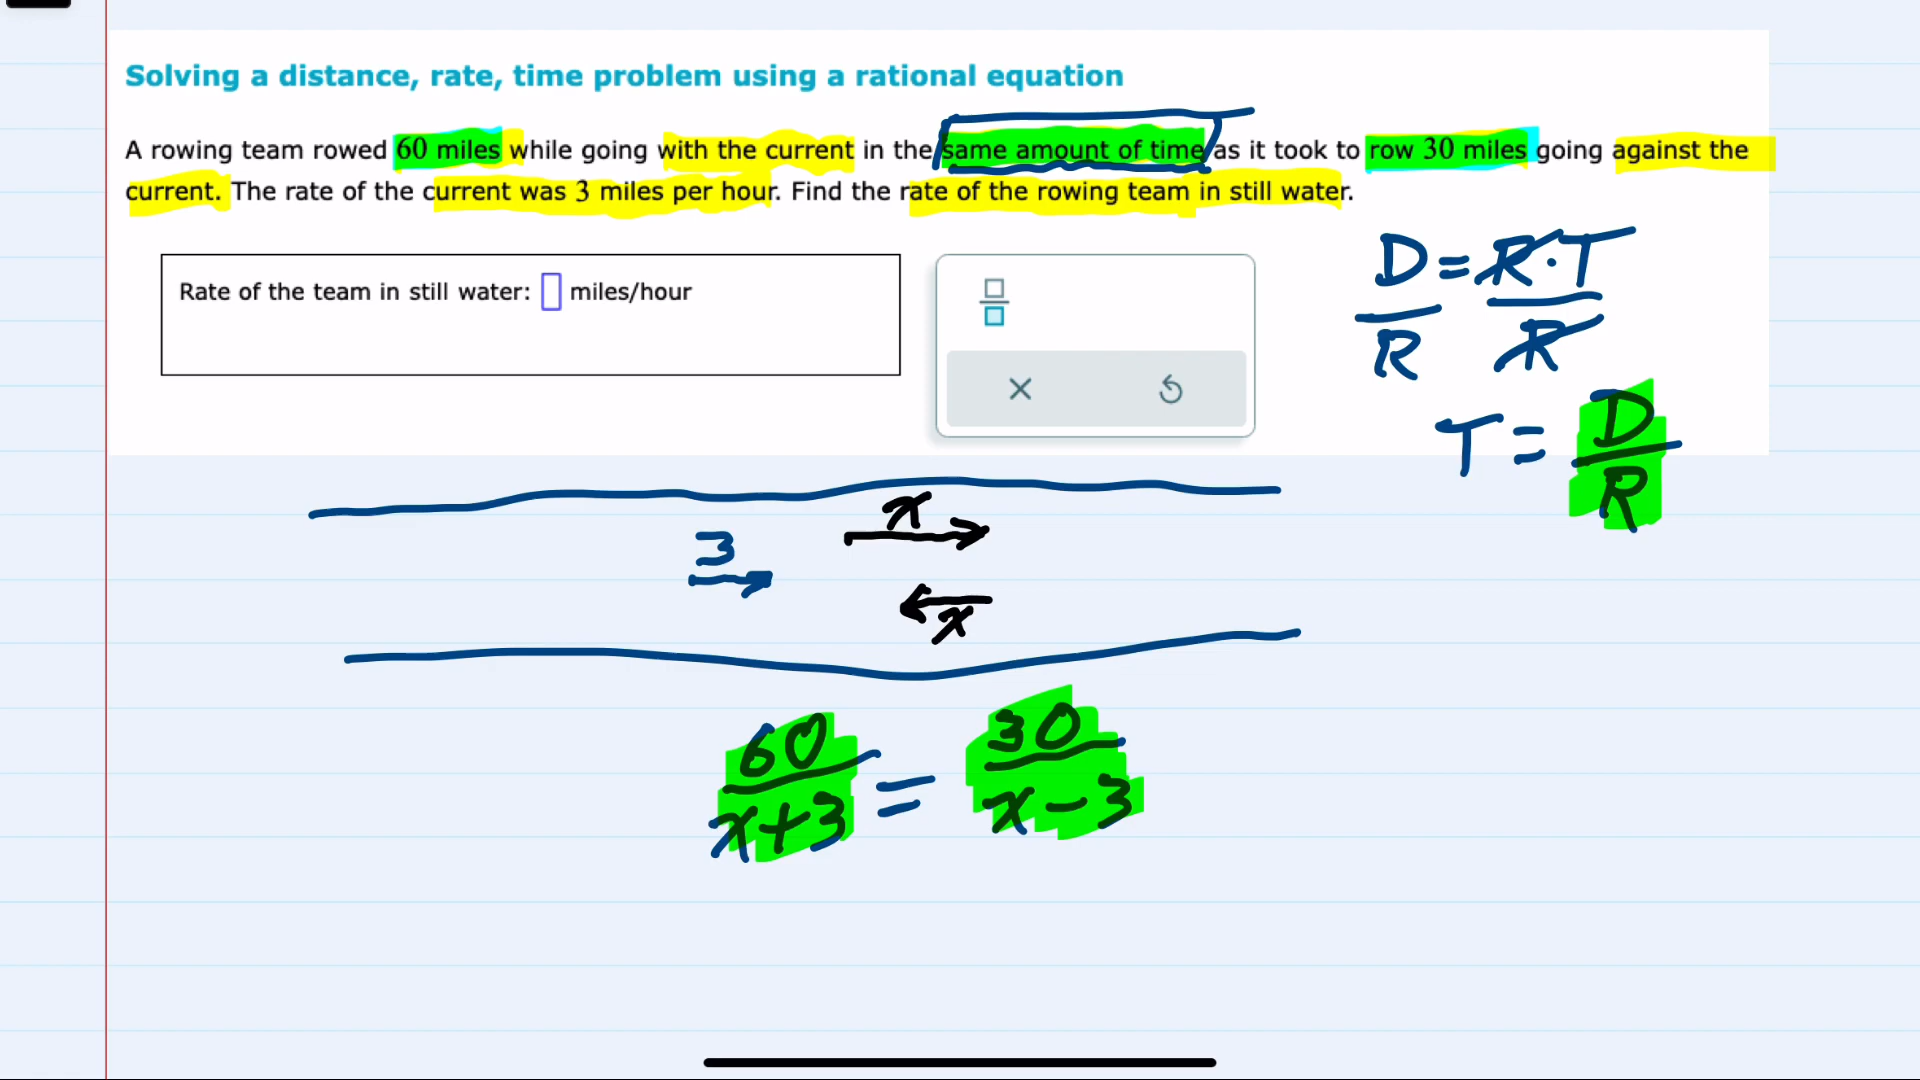 Solving a distance, rate, time problem using a rational equation
A rowing team rowed 60 miles while going with the current in the same amount of time as it took to row 30 miles going against the
current. The rate of the current was 3 miles per hour. Find the rate of the rowing team in still water.
Rate of the team in still water: miles/hour
D = R · T
R R
T = D
R
x
3
x
60 = 30
x+3 x-3